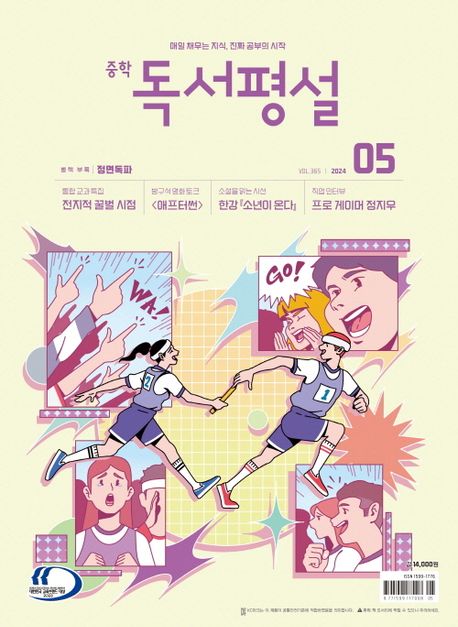 매일 채우는 지식, 진짜 공부의 시작
중학 독서평설
별책 부록 | 정면독파
VOL.365 | 2024 05
통합 교과 특집
전지적 꿀벌 시점
방구석 영화 토크
〈애프터썬〉
소설을 읽는 시선
한강 『소년이 온다』
직업 인터뷰
프로 게이머 정지우
WA!
GO!
2
1
값 14,000원
ISSN 1599-1776